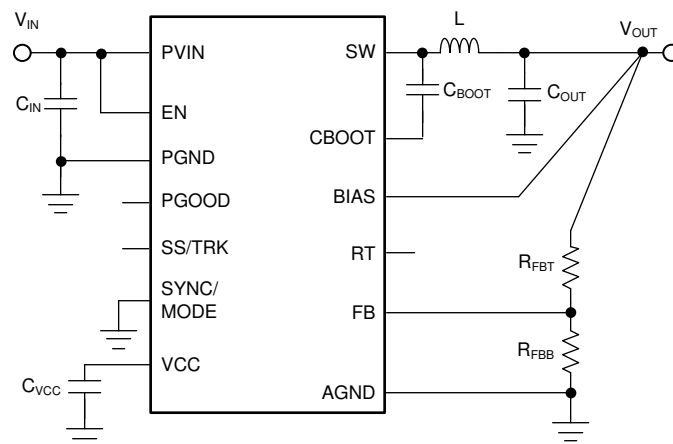 V_IN
L
V_OUT
PVIN
SW
C_IN
C_BOOT
C_OUT
EN
CBOOT
PGND
BIAS
PGOOD
SS/TRK
RT
R_FBT
SYNC/
MODE
FB
R_FBB
VCC
C_VCC
AGND